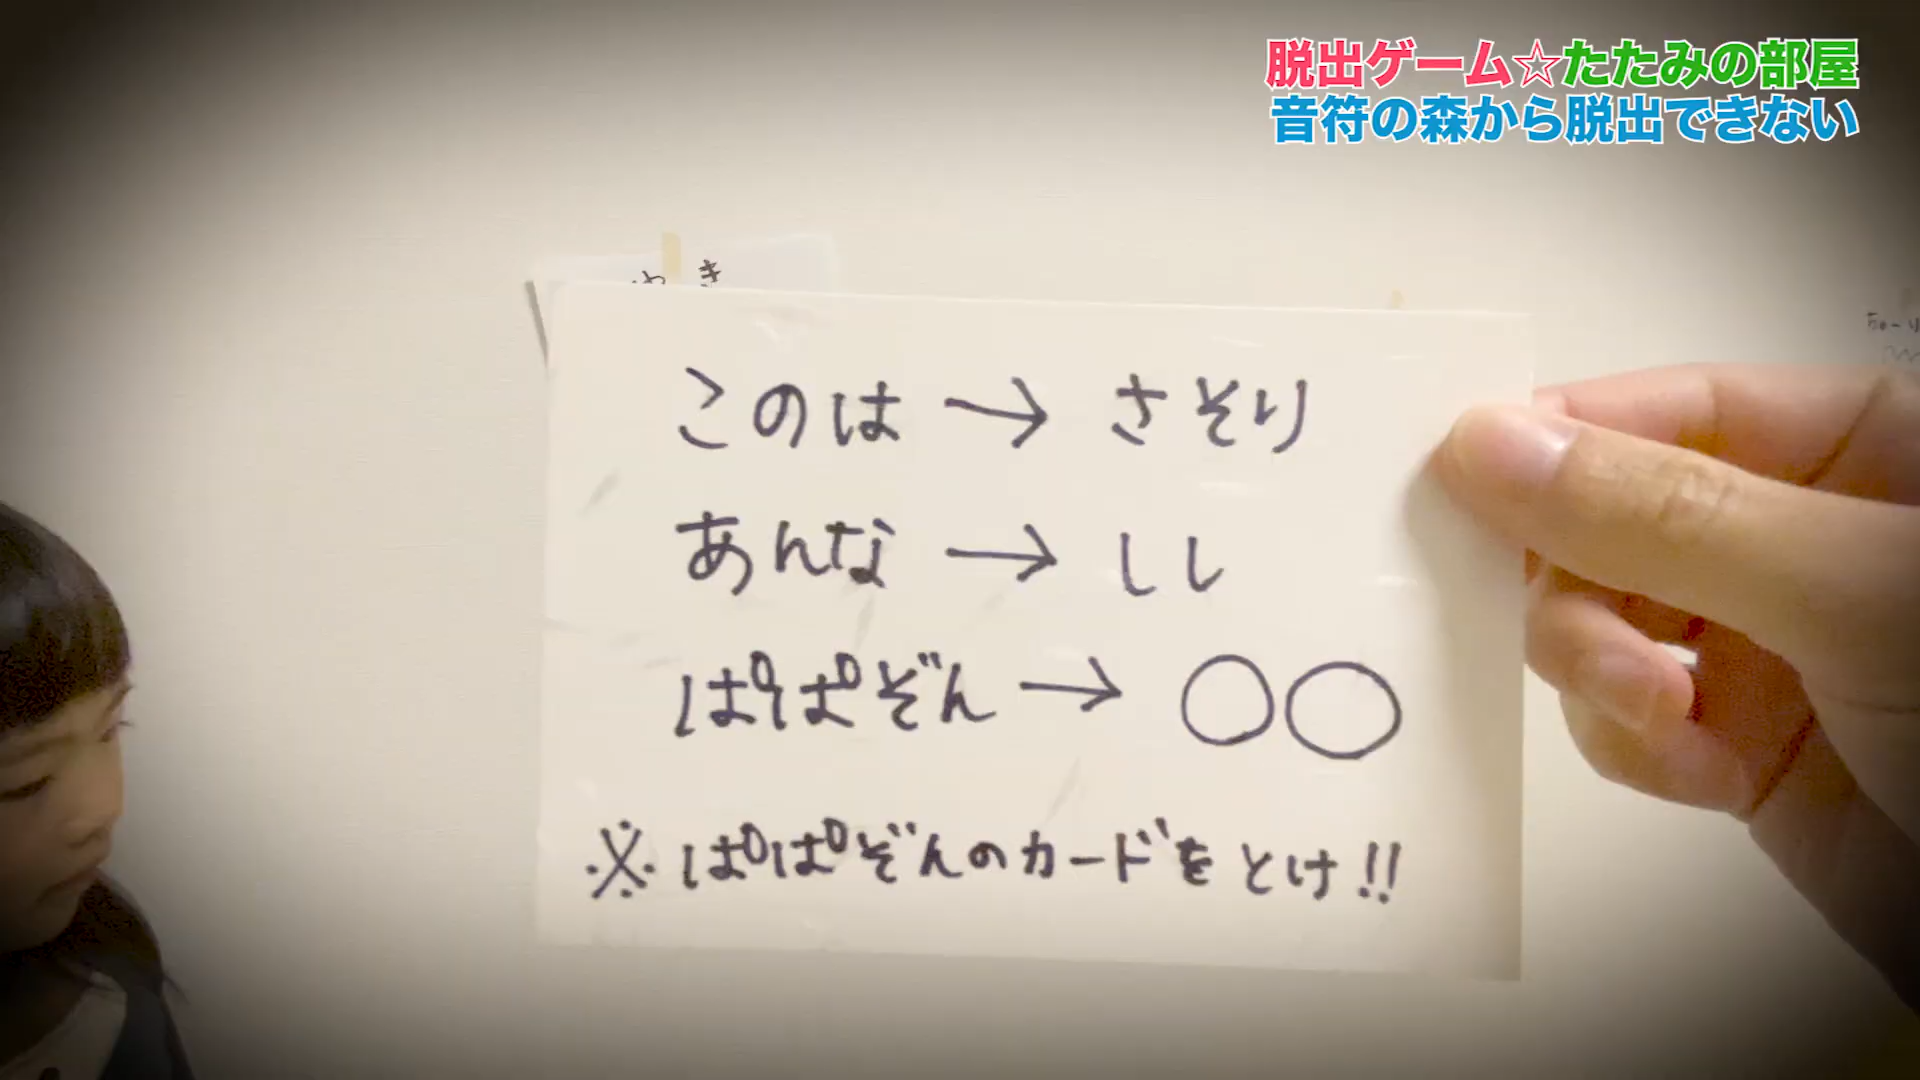 脱出ゲーム☆たたみの部屋
音符の森から脱出できない
き
このは→さそり
あんな→しし
ぱぱぞん→○○
※ぱぱぞんのカードをとけ!!